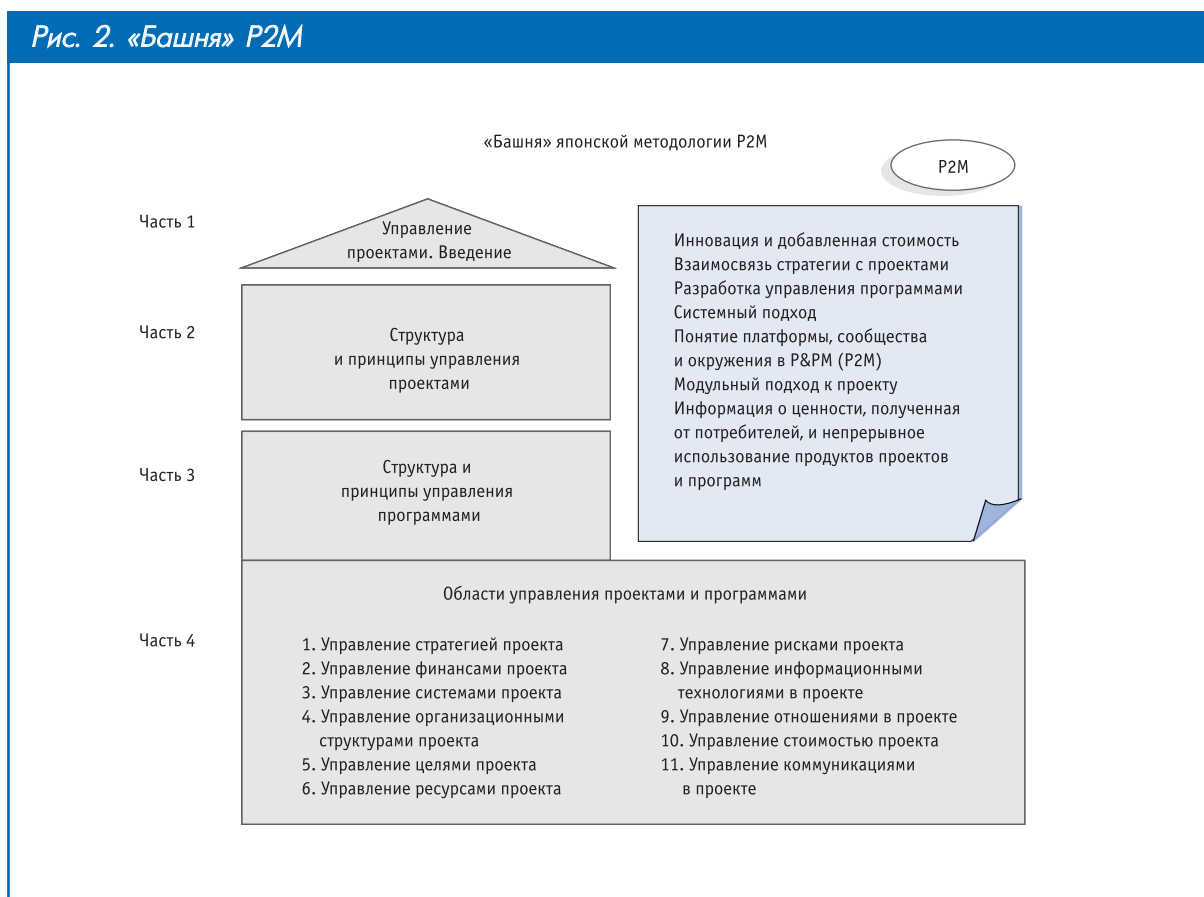 Рис. 2. «Башня» P2M
«Башня» японской методологии P2M
P2M
Часть 1
Управление
проектами. Введение
Часть 2
Структура
и принципы управления
проектами
Часть 3
Структура и
принципы управления
программами
Инновация и добавленная стоимость
Взаимосвязь стратегии с проектами
Разработка управления программами
Системный подход
Понятие платформы, сообщества
и окружения в P&PM (P2M)
Модульный подход к проекту
Информация о ценности, полученная
от потребителей, и непрерывное
использование продуктов проектов
и программ
Часть 4
Области управления проектами и программами
1. Управление стратегией проекта
2. Управление финансами проекта
3. Управление системами проекта
4. Управление организационными
структурами проекта
5. Управление целями проекта
6. Управление ресурсами проекта
7. Управление рисками проекта
8. Управление информационными
технологиями в проекте
9. Управление отношениями в проекте
10. Управление стоимостью проекта
11. Управление коммуникациями
в проекте